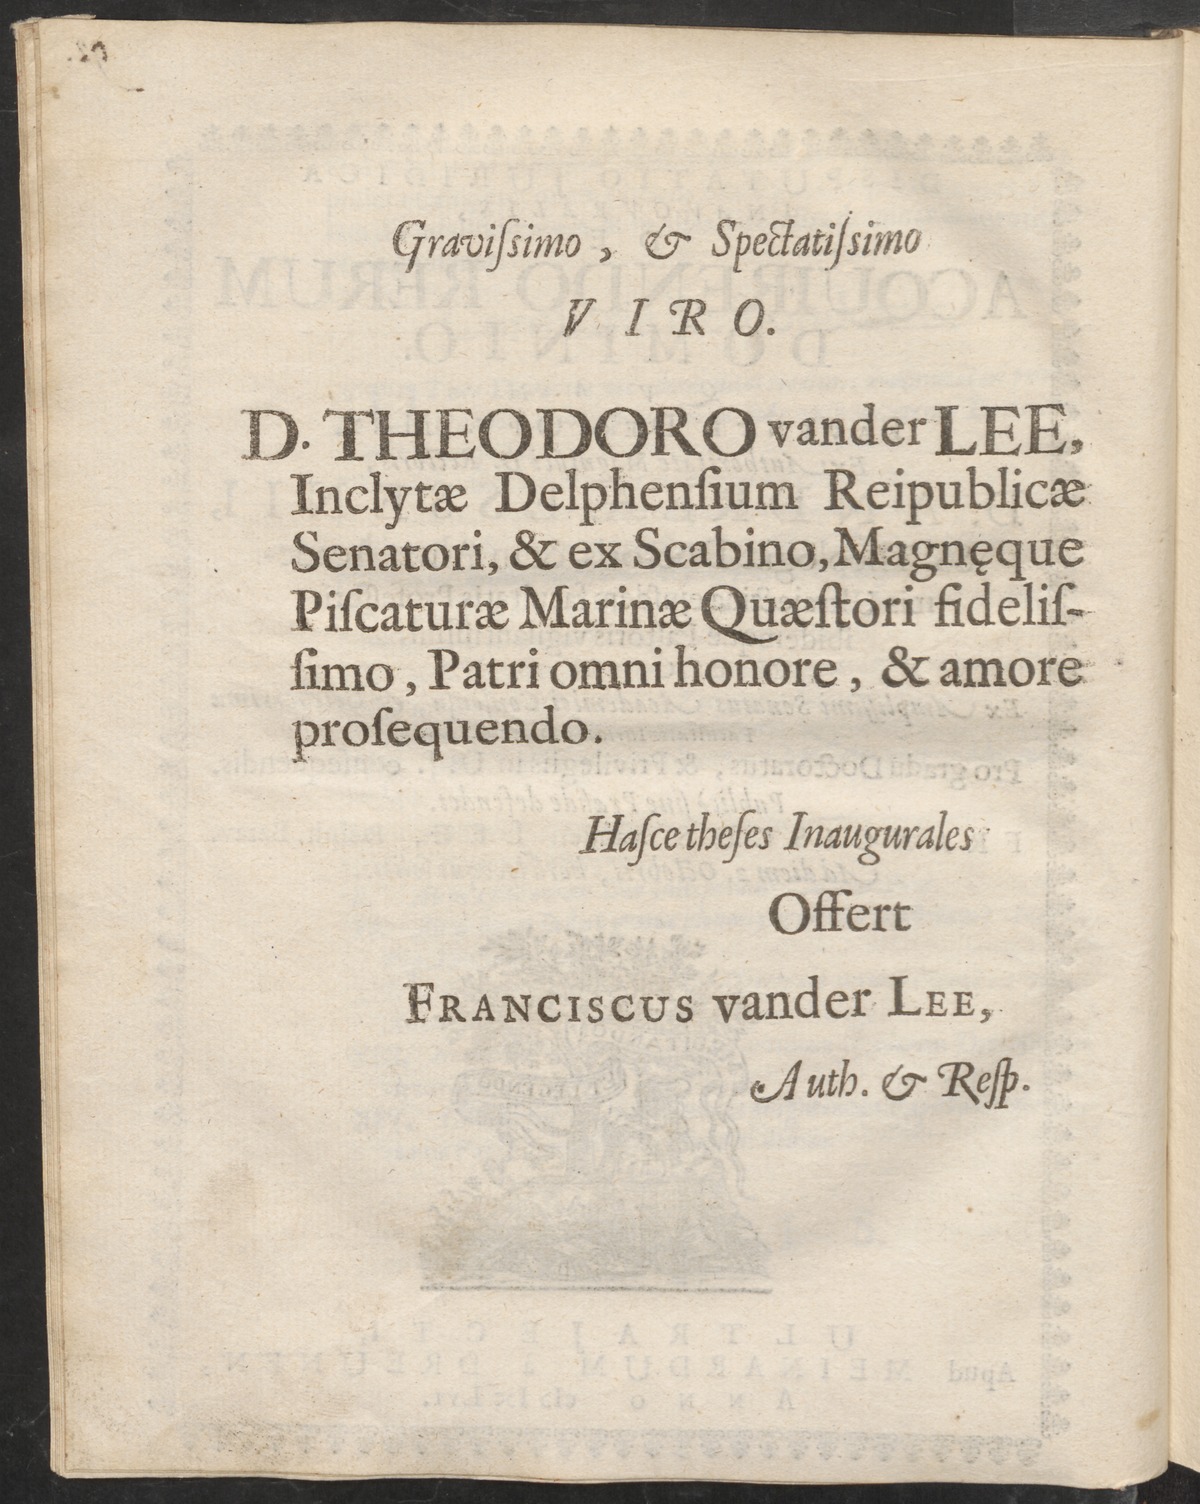 Graviſsimo, & Spectatiſsimo
VIRO.
D. THEODORO vander LEE,
Inclytæ Delphenſium Reipublicæ
Senatori, & ex Scabino, Magnęque
Piſcaturæ Marinæ Quæſtori fideliſ-
ſimo, Patri omni honore, & amore
proſequendo.
Haſce theſes Inaugurales
Offert
FRANCISCUS vander LEE,
Auth. & Reſp.